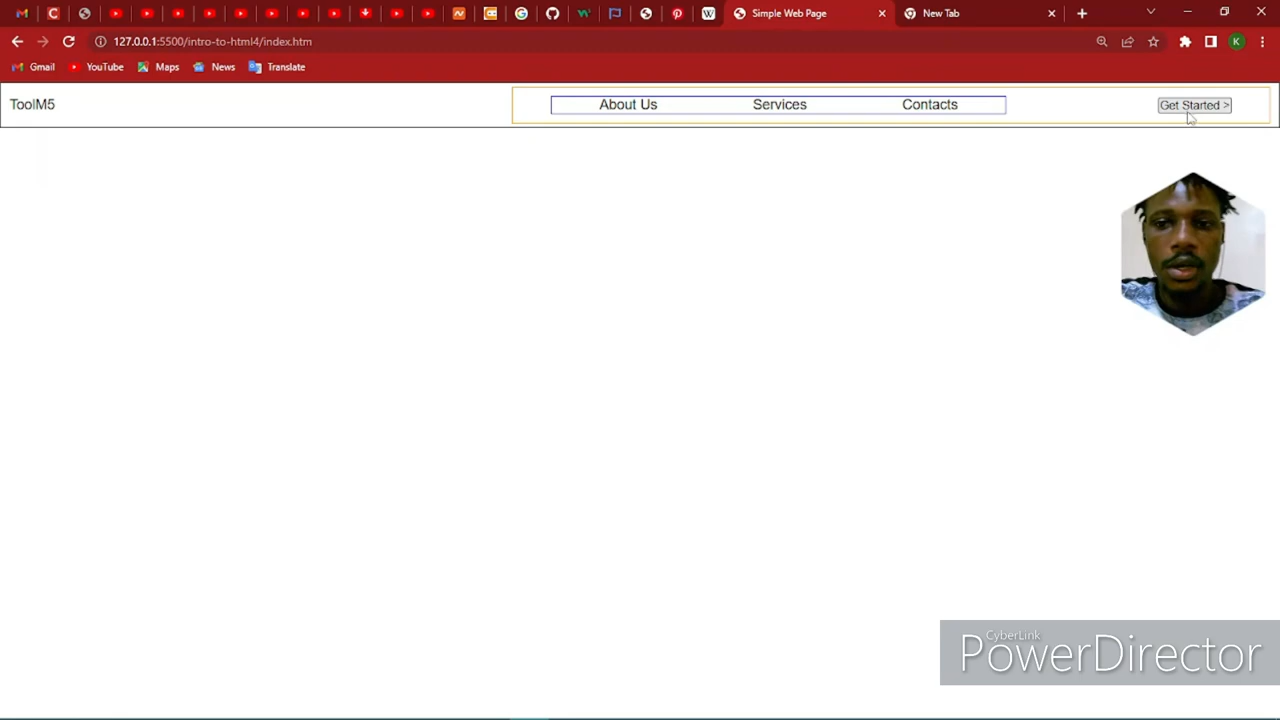 Simple Web Page
New Tab
127.0.0.1:5500/intro-to-html4/index.htm
K
Gmail
YouTube
Maps
News
Translate
ToolM5
About Us
Services
Contacts
Get Started >
CyberLink
PowerDirector